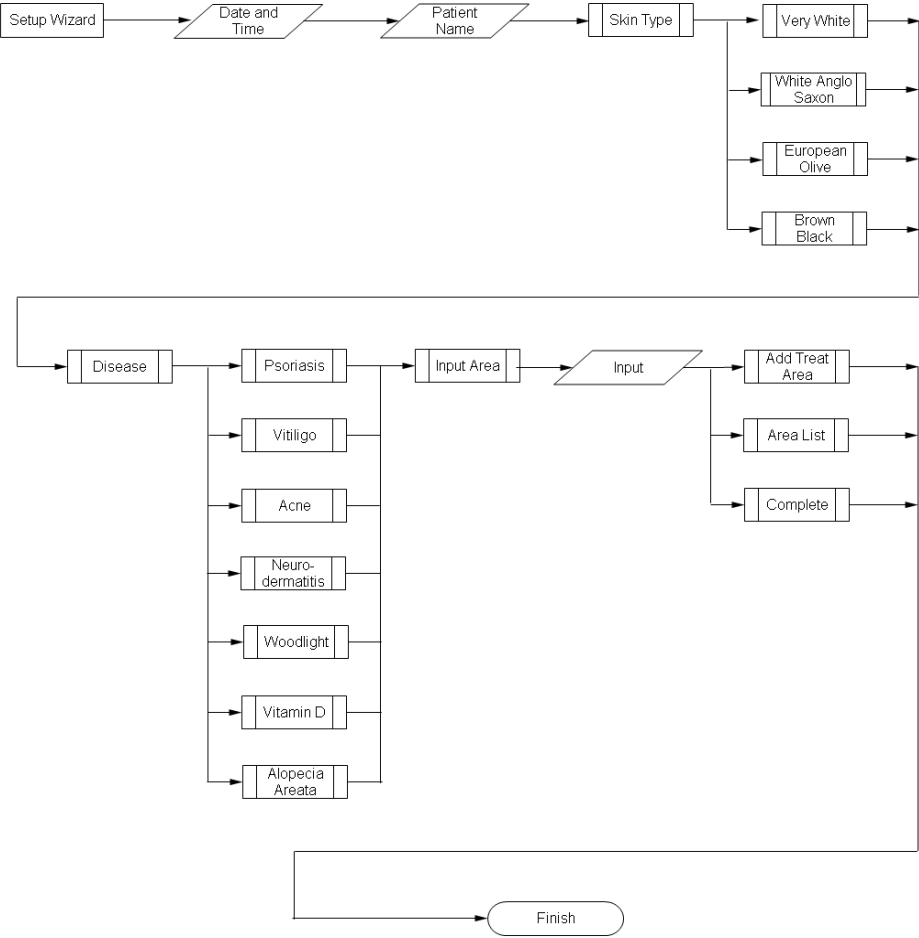 Setup Wizard
Date and
Time
Patient
Name
Skin Type
Very White
White Anglo
Saxon
European
Olive
Brown
Black
Disease
Psoriasis
Input Area
Input
Add Treat
Area
Vitiligo
Area List
Acne
Complete
Neuro-
dermatitis
Woodlight
Vitamin D
Alopecia
Areata
Finish